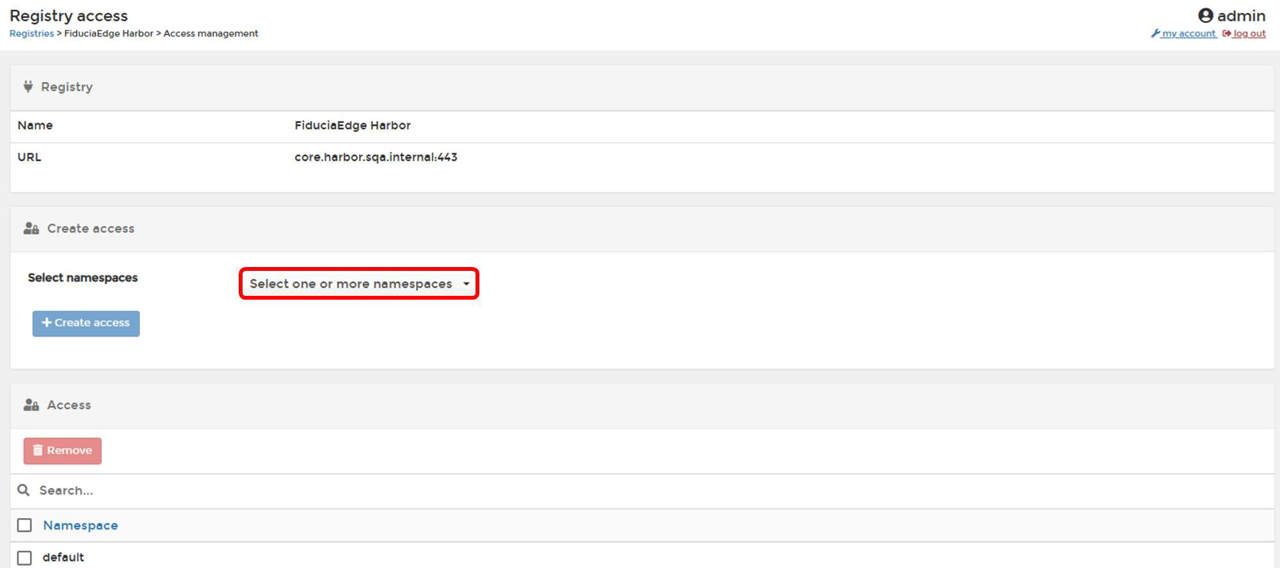 Registry access
admin
Registries > FiduciaEdge Harbor > Access management
my account log out
Registry
Name FiduciaEdge Harbor
URL core.harbor.sqa.internal:443
Create access
Select namespaces
Select one or more namespaces
+ Create access
Access
Remove
Search...
Namespace
default